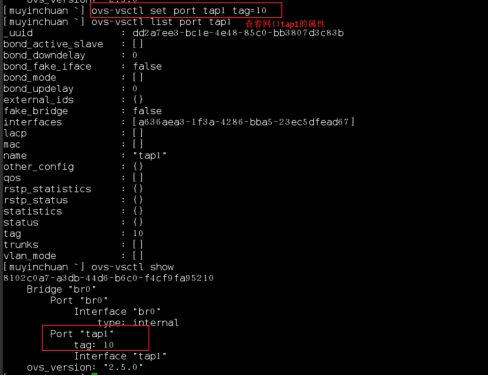 ovs_version: "2.5.0"
[muyinchuan ~] ovs-vsctl set port tap1 tag=10
[muyinchuan ~] ovs-vsctl list port tap1 查看网口tap1的属性
_uuid : dd2a7ee3-bc1e-4e48-85c0-bb3807d3c83b
bond_active_slave : []
bond_downdelay : 0
bond_fake_iface : false
bond_mode : []
bond_updelay : 0
external_ids : {}
fake_bridge : false
interfaces : [a636aea3-1f3a-4286-bba5-23ec5dfead67]
lacp : []
mac : []
name : "tap1"
other_config : {}
qos : []
rstp_statistics : {}
rstp_status : {}
statistics : {}
status : {}
tag : 10
trunks : []
vlan_mode : []
[muyinchuan ~] ovs-vsctl show
8102c0a7-a3db-44d6-b6c0-f4cf9fa95210
Bridge "br0"
Port "br0"
Interface "br0"
type: internal
Port "tap1"
tag: 10
Interface "tap1"
ovs_version: "2.5.0"